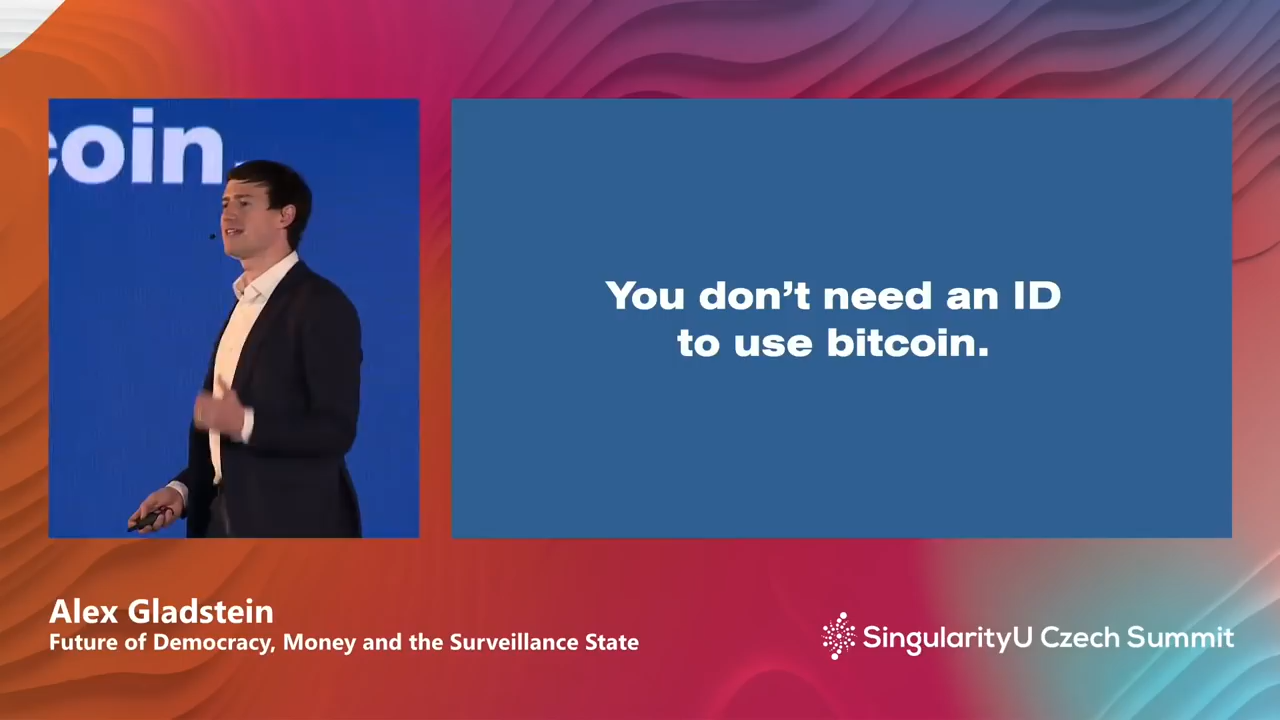 coin.
You don't need an ID
to use bitcoin.
Alex Gladstein
Future of Democracy, Money and the Surveillance State
SingularityU Czech Summit